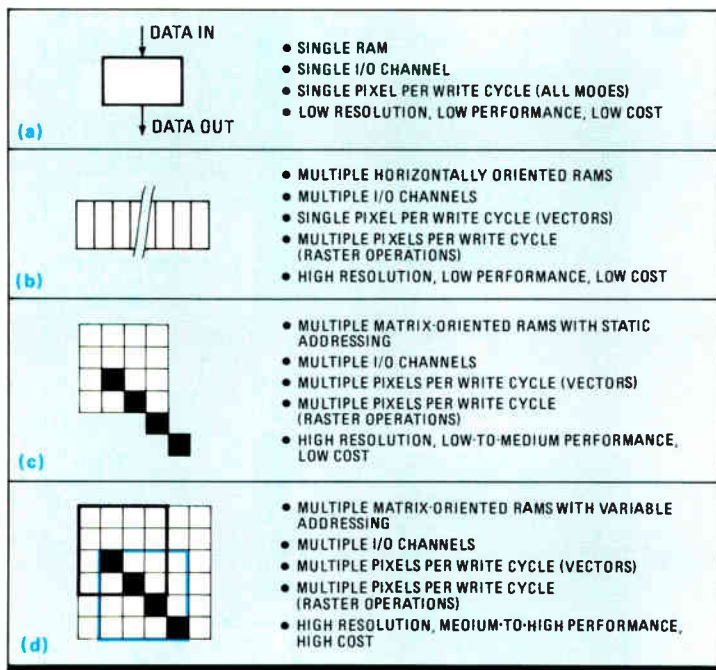 DATA IN
DATA OUT
(a)
• SINGLE RAM
• SINGLE I/O CHANNEL
• SINGLE PIXEL PER WRITE CYCLE (ALL MODES)
• LOW RESOLUTION, LOW PERFORMANCE, LOW COST
(b)
• MULTIPLE HORIZONTALLY ORIENTED RAMS
• MULTIPLE I/O CHANNELS
• SINGLE PIXEL PER WRITE CYCLE (VECTORS)
• MULTIPLE PIXELS PER WRITE CYCLE
(RASTER OPERATIONS)
• HIGH RESOLUTION, LOW PERFORMANCE, LOW COST
(c)
• MULTIPLE MATRIX-ORIENTED RAMS WITH STATIC
ADDRESSING
• MULTIPLE I/O CHANNELS
• MULTIPLE PIXELS PER WRITE CYCLE (VECTORS)
• MULTIPLE PIXELS PER WRITE CYCLE
(RASTER OPERATIONS)
• HIGH RESOLUTION, LOW-TO-MEDIUM PERFORMANCE,
LOW COST
(d)
• MULTIPLE MATRIX-ORIENTED RAMS WITH VARIABLE
ADDRESSING
• MULTIPLE I/O CHANNELS
• MULTIPLE PIXELS PER WRITE CYCLE (VECTORS)
• MULTIPLE PIXELS PER WRITE CYCLE
(RASTER OPERATIONS)
• HIGH RESOLUTION, MEDIUM-TO-HIGH PERFORMANCE,
HIGH COST